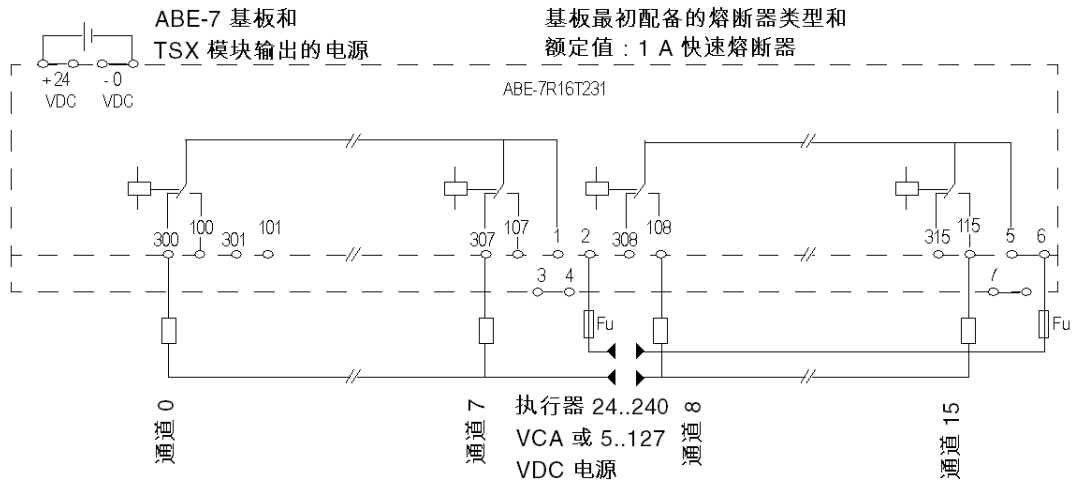 ABE-7 基板和
TSX 模块输出的电源
基板最初配备的熔断器类型和
额定值：1 A 快速熔断器
+24
VDC
-0
VDC
ABE-7R16T231
300
100
301
101
307
107
1
2
308
108
315
115
5
6
3
4
7
Fu
Fu
通道 0
通道 7
执行器 24..240
VCA 或 5..127
VDC 电源
通道 8
通道 15